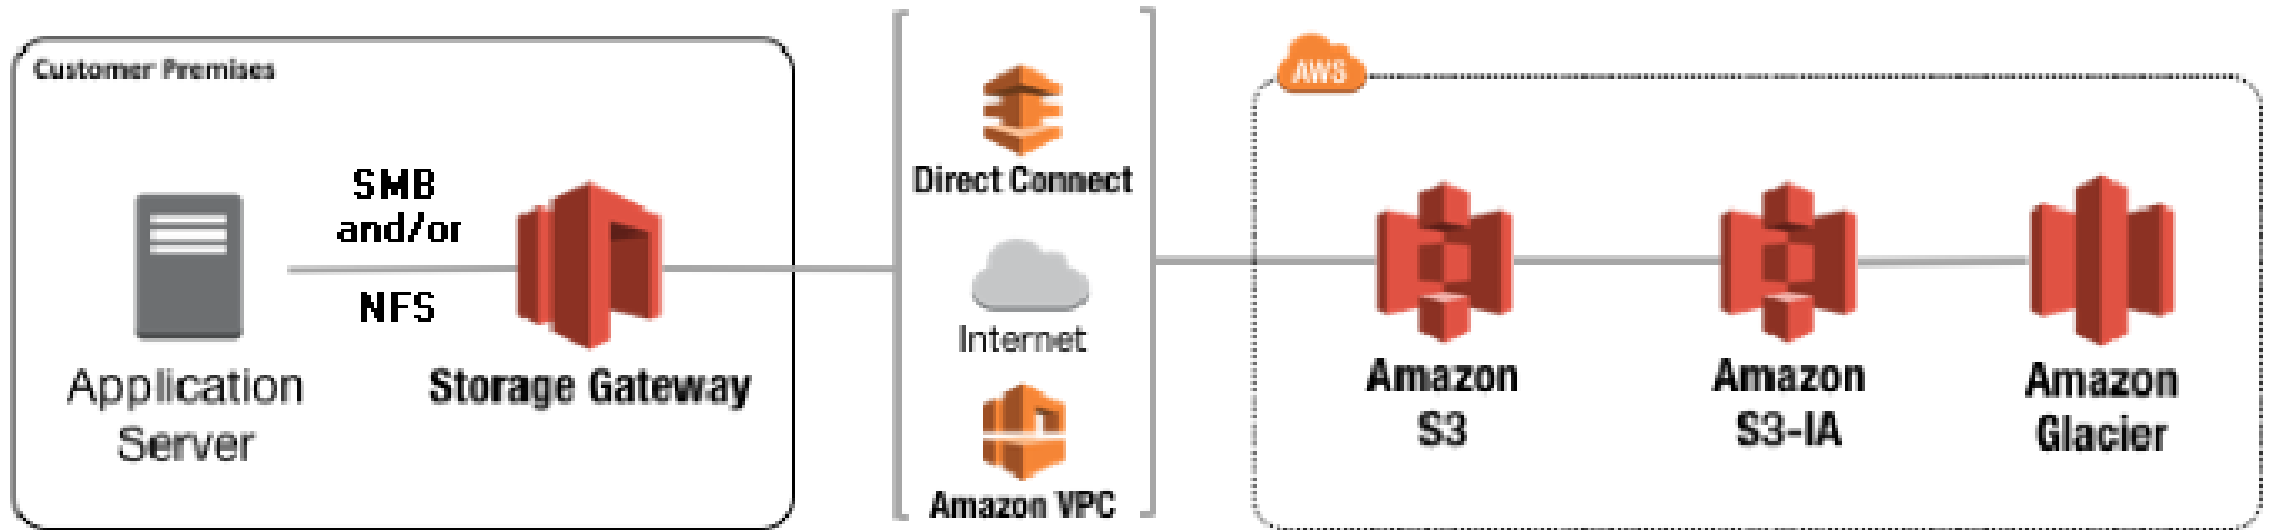 Customer Premises
SMB
and/or
NFS
Application
Server
Storage Gateway
Direct Connect
Internet
Amazon VPC
AWS
Amazon
S3
Amazon
S3-IA
Amazon
Glacier